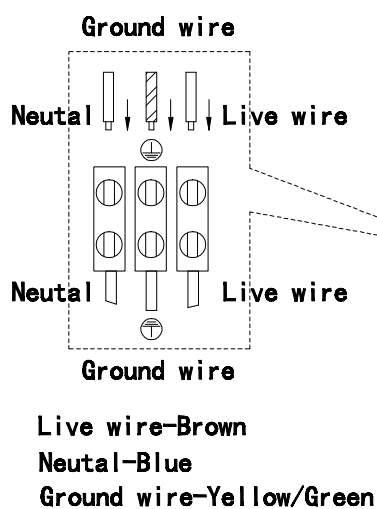 Ground wire
Neutal Live wire
Neutal Live wire
Ground wire
Live wire-Brown
Neutal-Blue
Ground wire-Yellow/Green